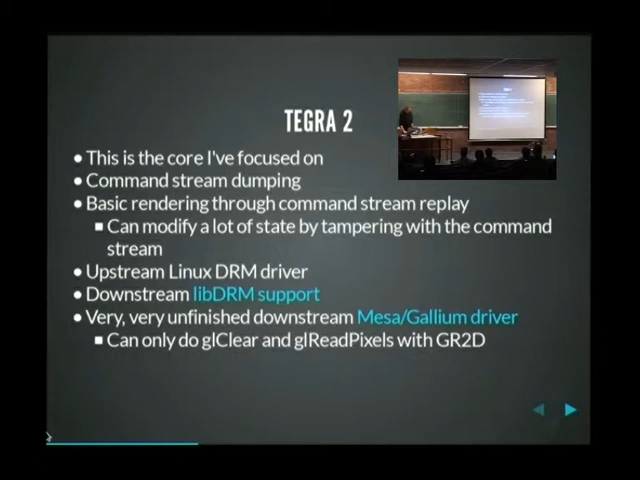 TEGRA 2
• This is the core I've focused on
• Command stream dumping
• Basic rendering through command stream replay
■ Can modify a lot of state by tampering with the command
stream
• Upstream Linux DRM driver
• Downstream libDRM support
• Very, very unfinished downstream Mesa/Gallium driver
■ Can only do glClear and glReadPixels with GR2D